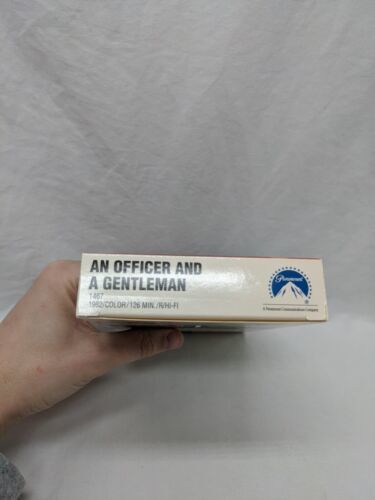 AN OFFICER AND
A GENTLEMAN
1467
1982/COLOR/126 MIN./R/HI-FI
Paramount
®
A Paramount Communications Company